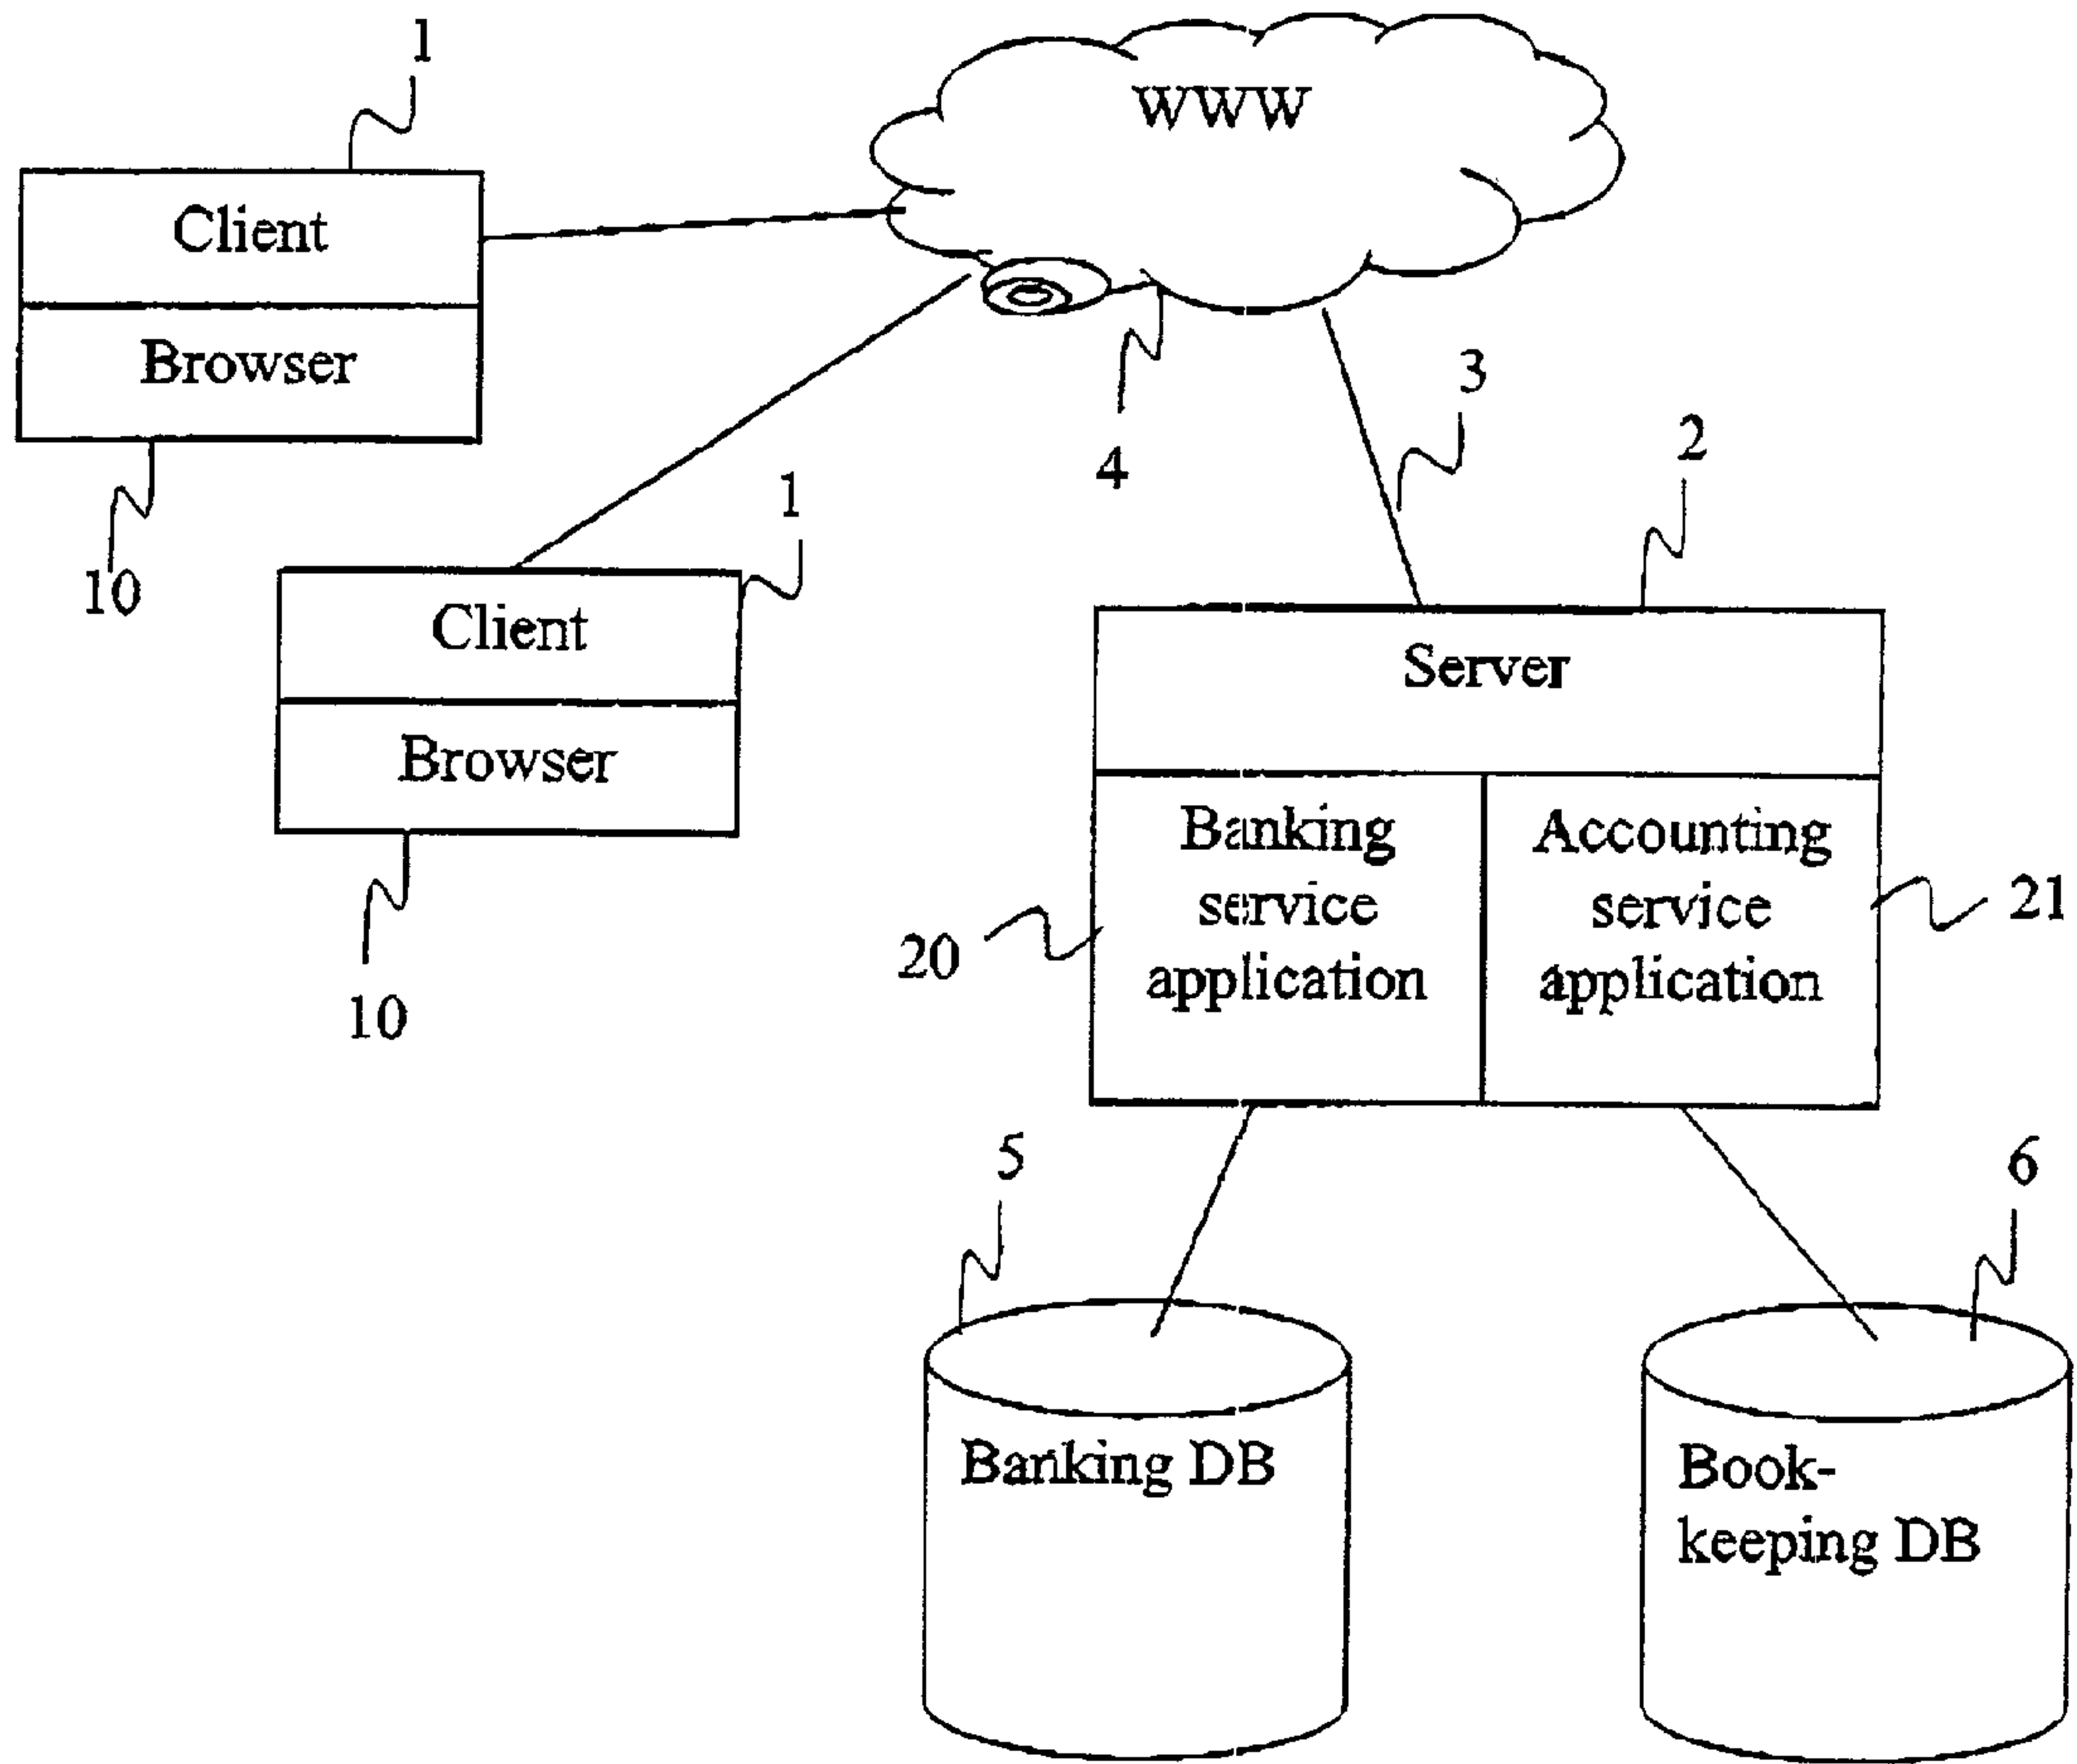 1
WWW
Client
Browser
10
4
3
2
1
Client
Browser
10
Server
Banking
service
application
Accounting
service
application
20
21
5
6
Banking DB
Book-
keeping DB